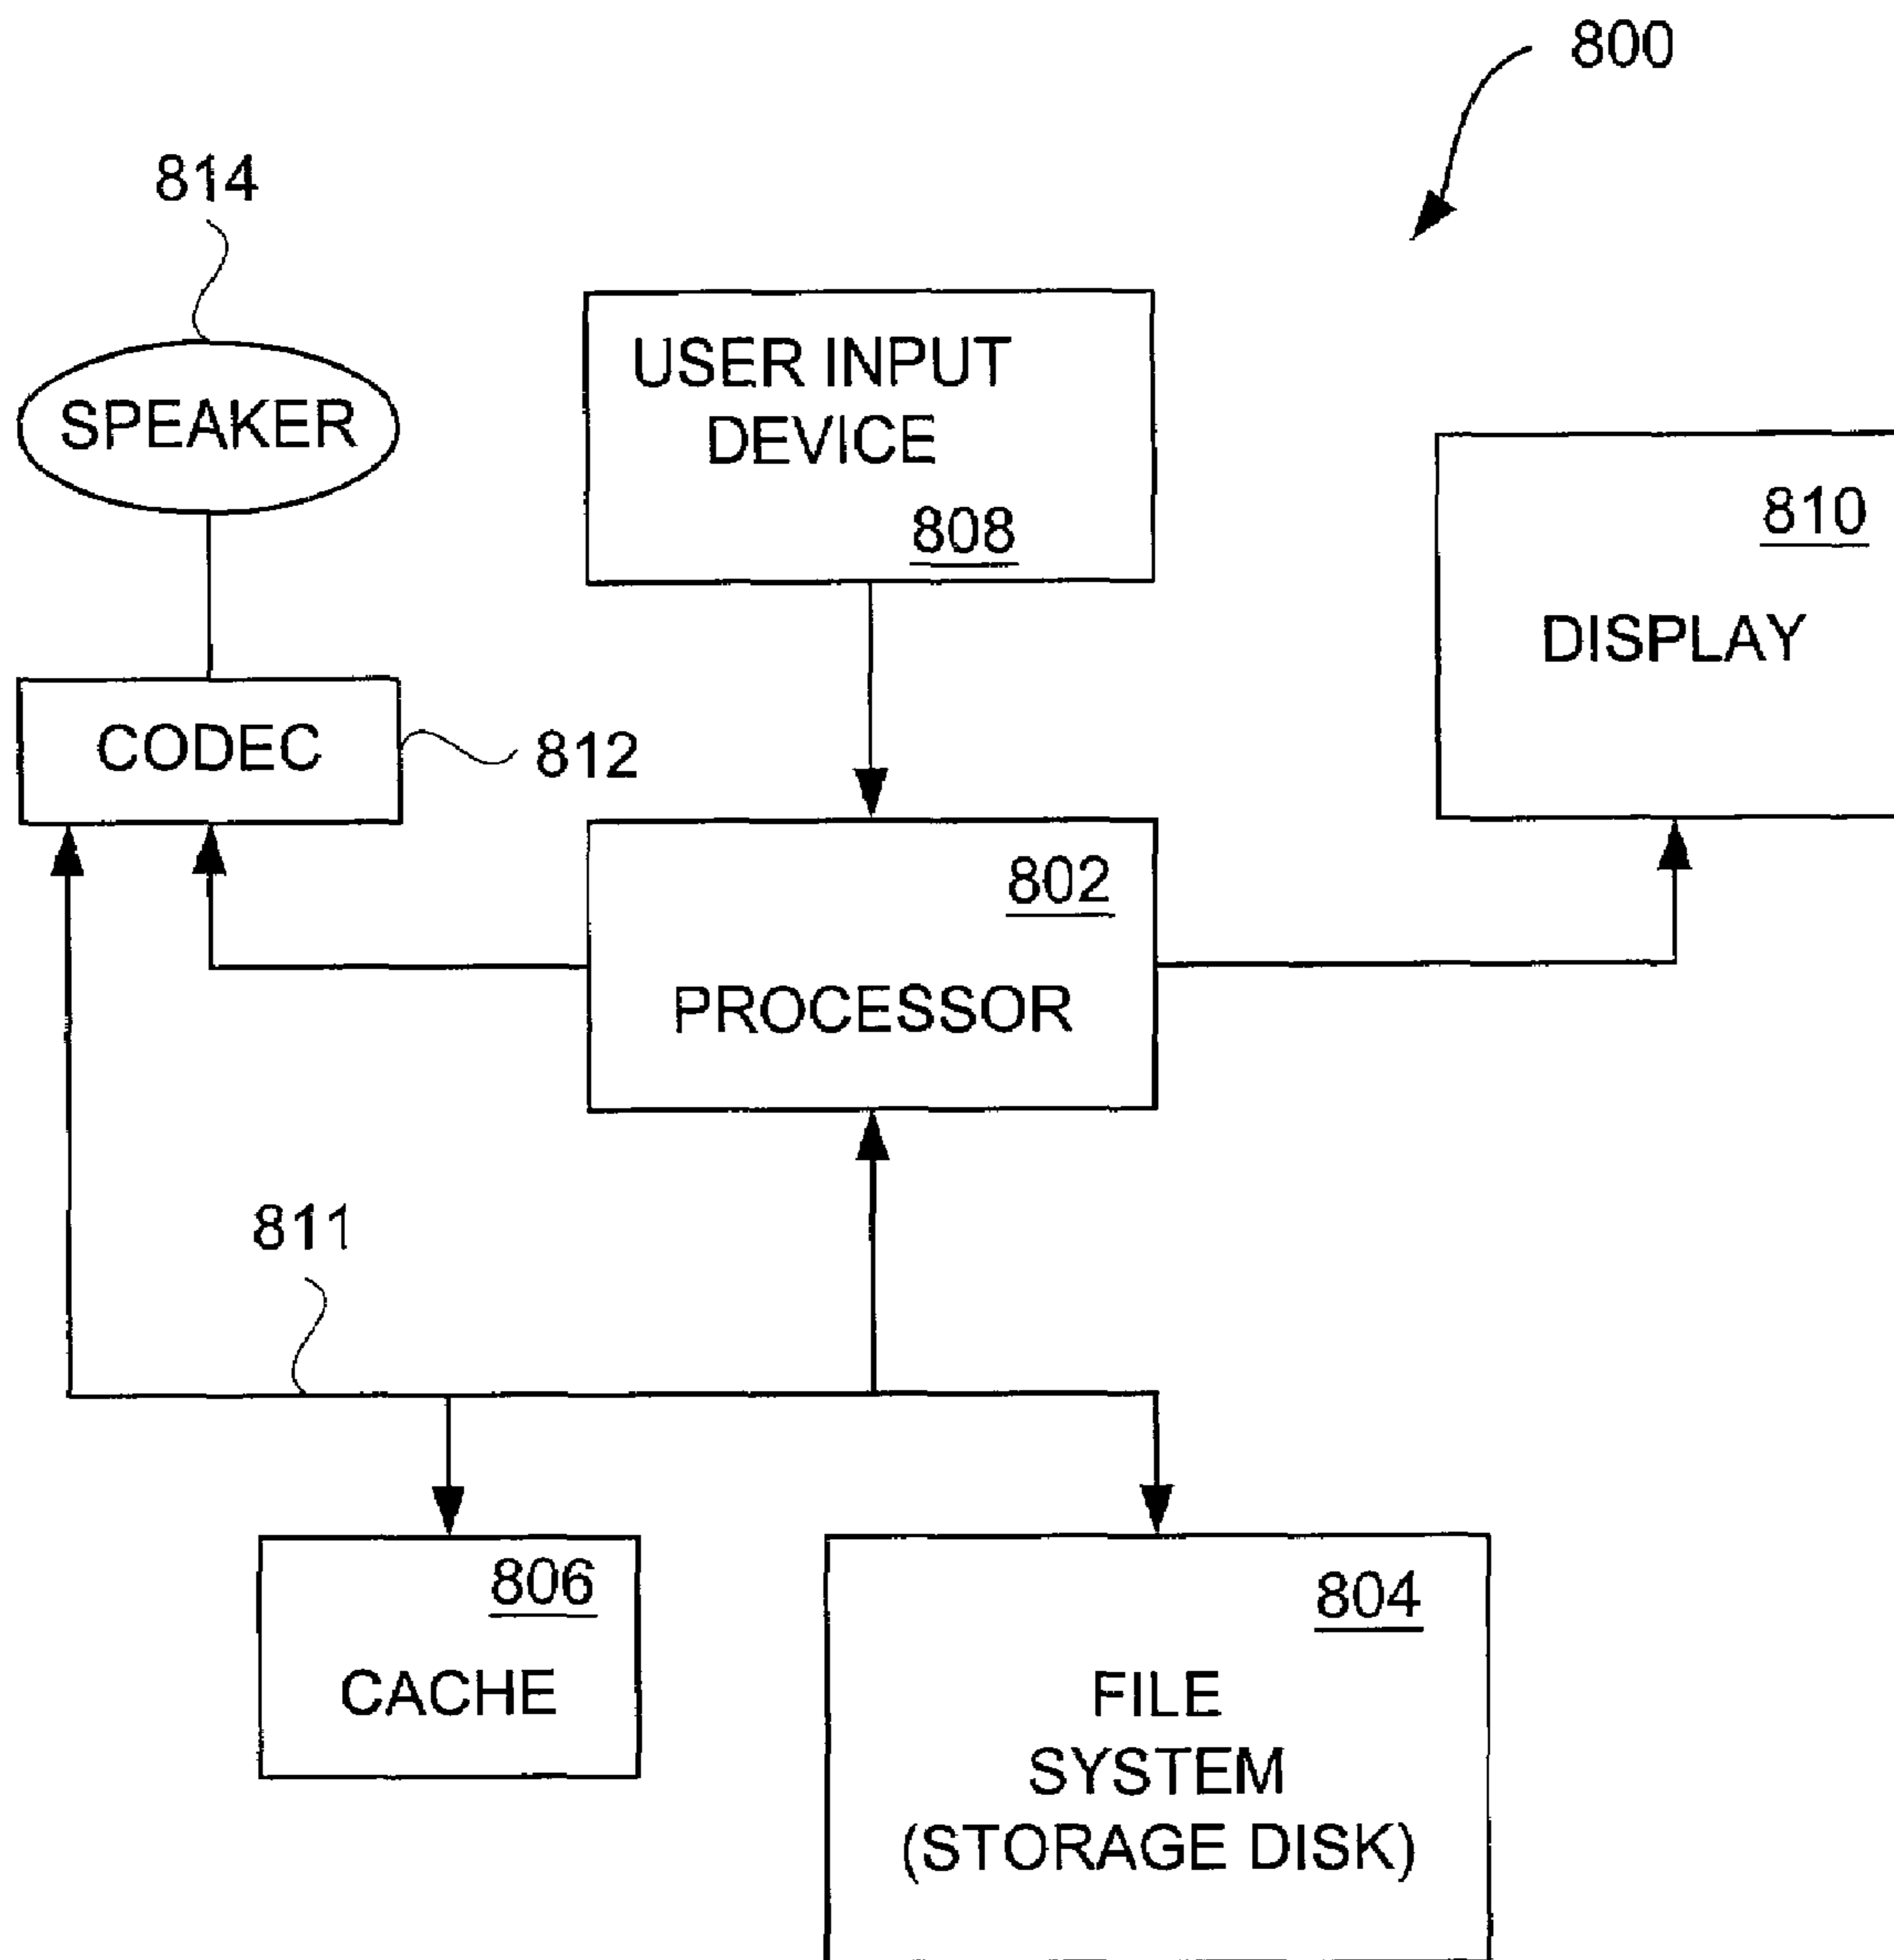 800
814
SPEAKER
USER INPUT
DEVICE
808
810
DISPLAY
CODEC
812
802
PROCESSOR
811
806
CACHE
804
FILE
SYSTEM
(STORAGE DISK)